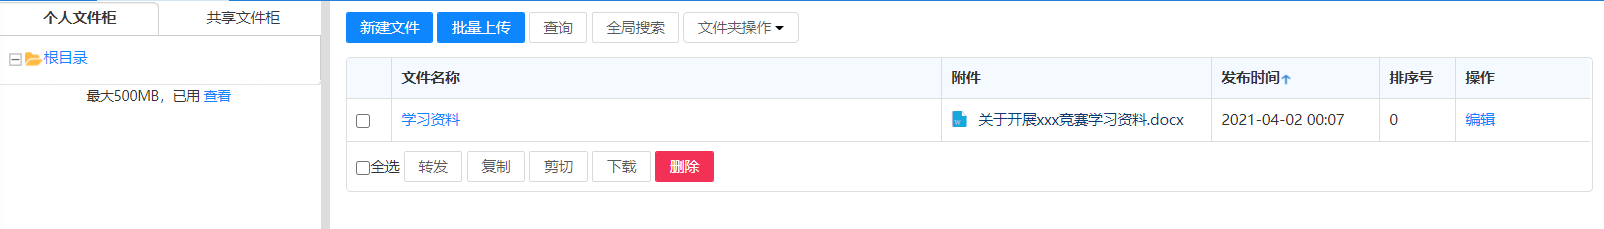 个人文件柜 共享文件柜
根目录
最大500MB，已用 查看
新建文件 批量上传 查询 全局搜索 文件夹操作
文件名称 附件 发布时间 排序号 操作
学习资料 关于开展xxx竞赛学习资料.docx 2021-04-02 00:07 0 编辑
全选 转发 复制 剪切 下载 删除